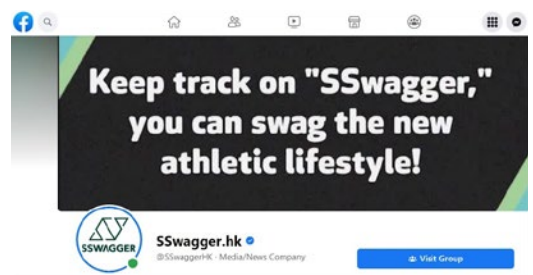 Keep track on "SSwagger,"
you can swag the new
athletic lifestyle!
SSWAGGER
SSwagger.hk
@SSwaggerHK · Media/News Company
Visit Group